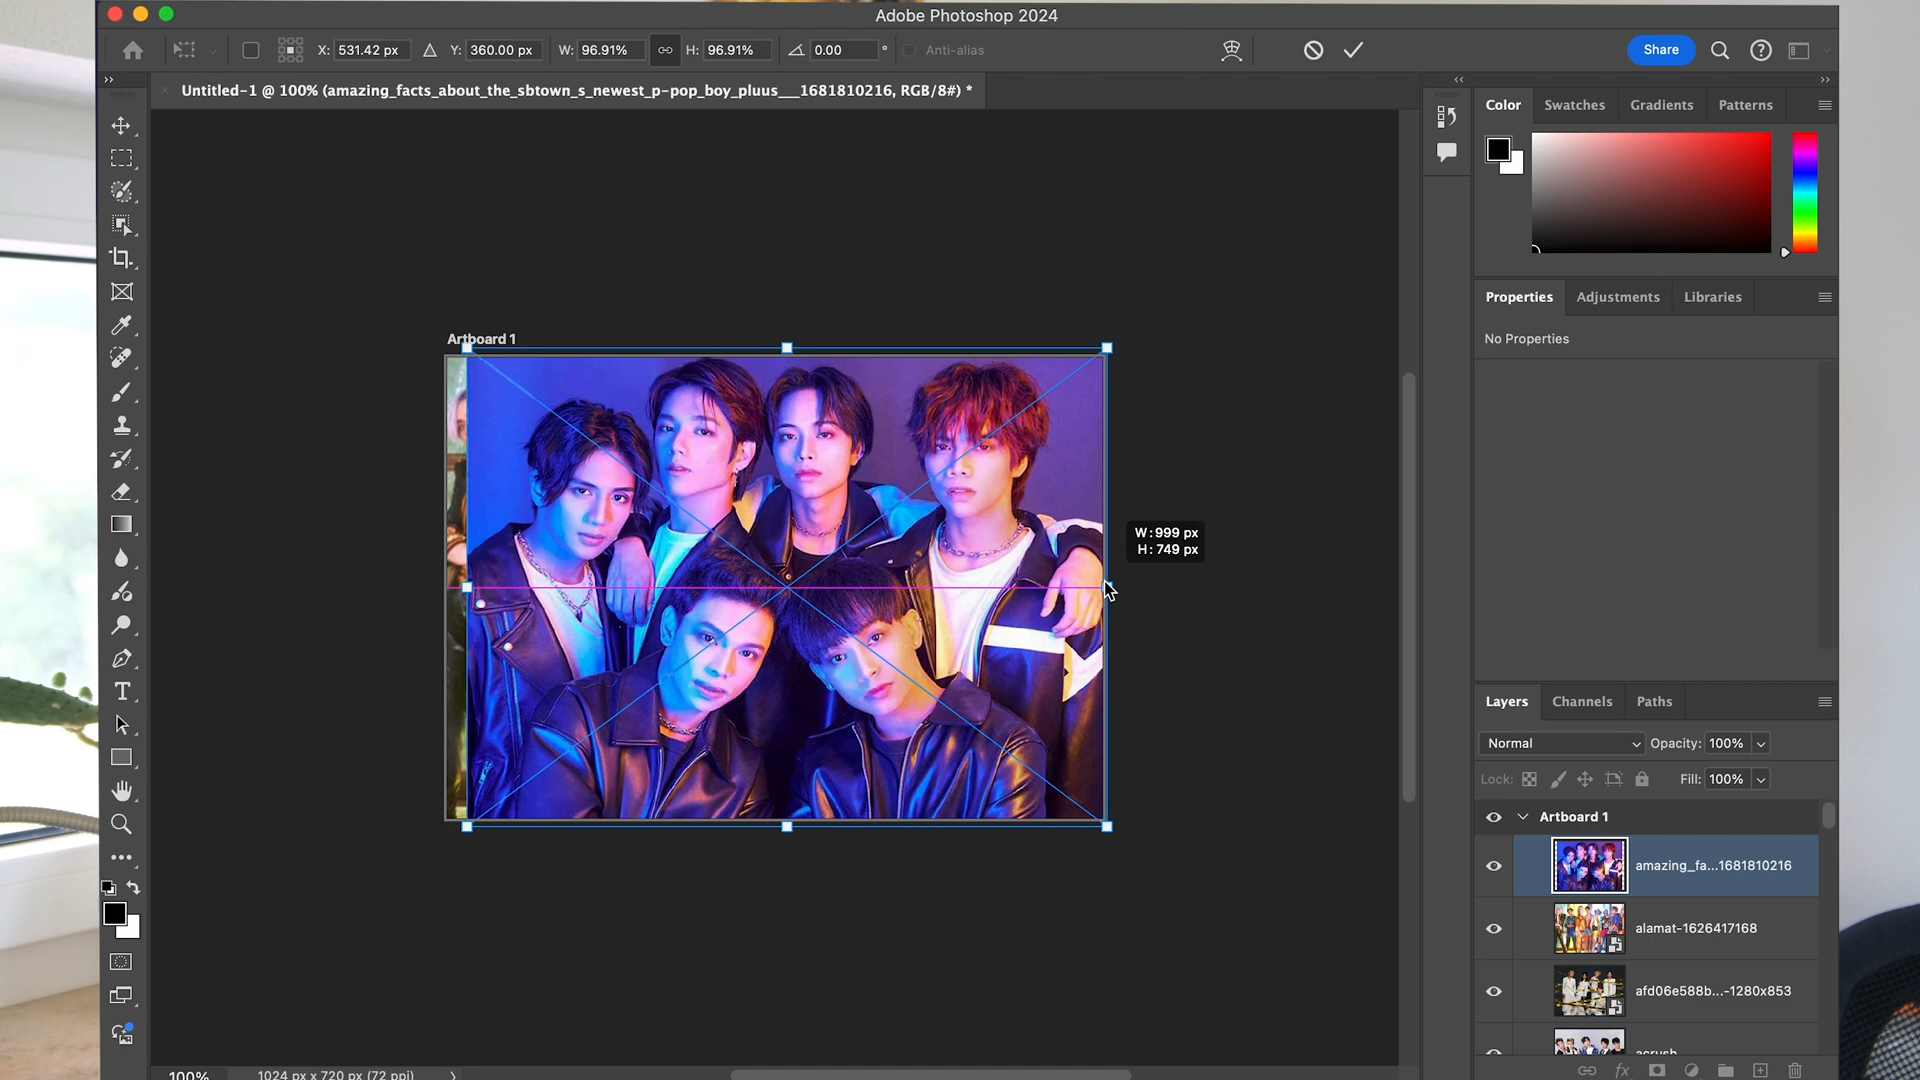 Adobe Photoshop 2024
X: 531.42 px Y: 360.00 px W: 96.91% H: 96.91% 0.00 ° Anti-alias
Share
Untitled-1 @ 100% (amazing_facts_about_the_sbtown_s_newest_p-pop_boy_pluus___1681810216, RGB/8#) *
Color Swatches Gradients Patterns
Properties Adjustments Libraries
No Properties
Artboard 1
W: 999 px
H: 749 px
Layers Channels Paths
Normal Opacity: 100%
Lock: Fill: 100%
Artboard 1
amazing_fa...1681810216
alamat-1626417168
afd06e588b...-1280x853
acrush
100% 1024 px x 720 px (72 ppi)